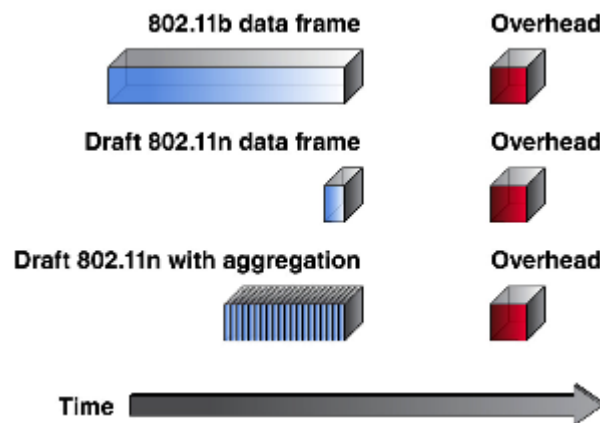 802.11b data frame Overhead
Draft 802.11n data frame Overhead
Draft 802.11n with aggregation Overhead
Time